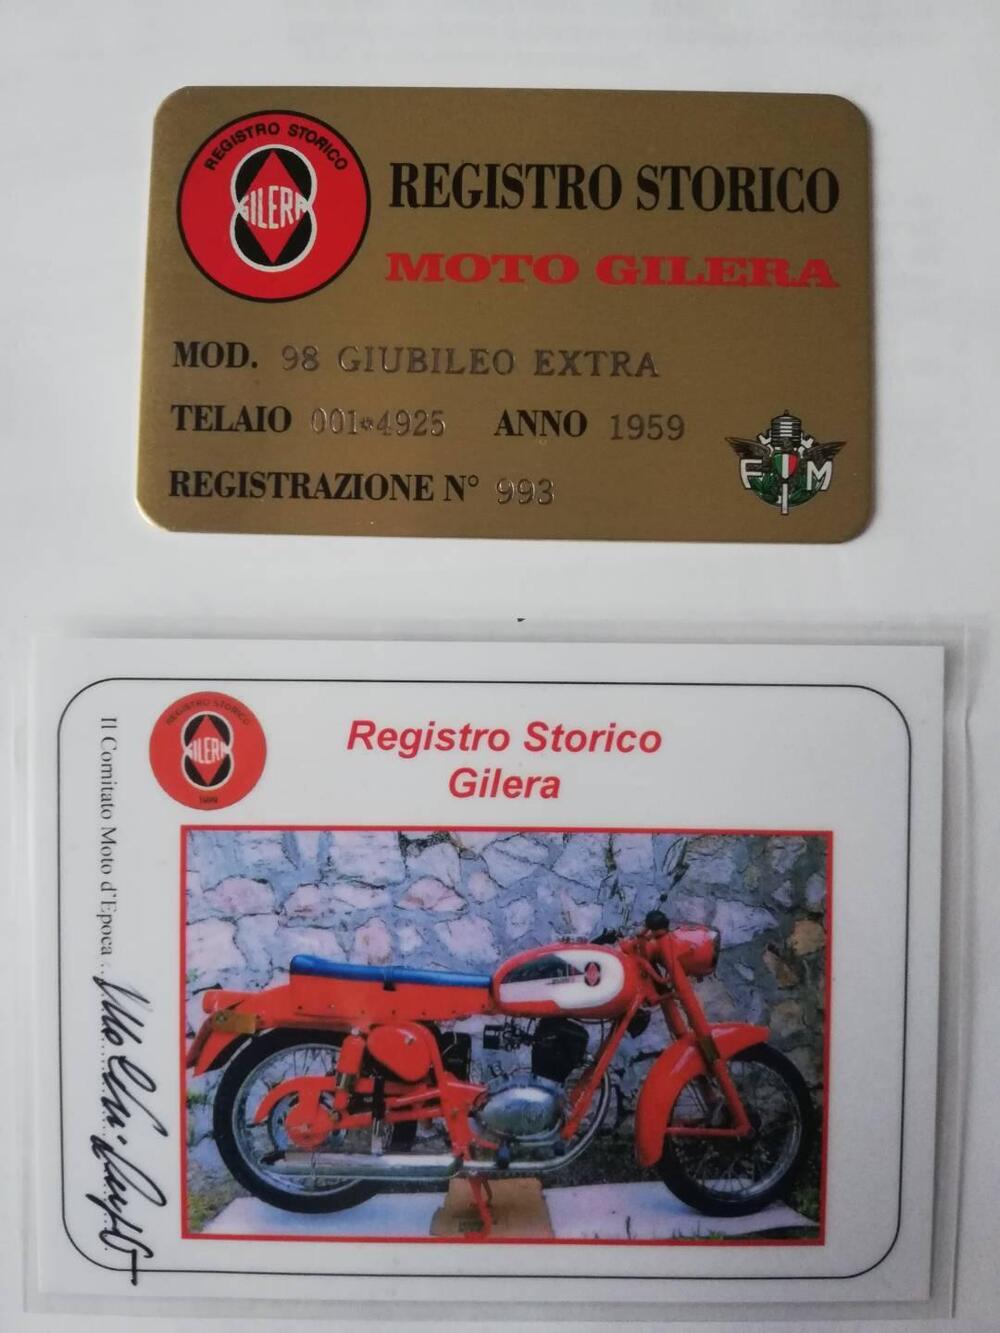 REGISTRO STORICO
GILERA
REGISTRO STORICO
MOTO GILERA
MOD. 98 GIUBILEO EXTRA
TELAIO 001*4925 ANNO 1959
REGISTRAZIONE N° 993
F I M
REGISTRO STORICO
GILERA
Registro Storico
Gilera
Il Comitato Moto d'Epoca